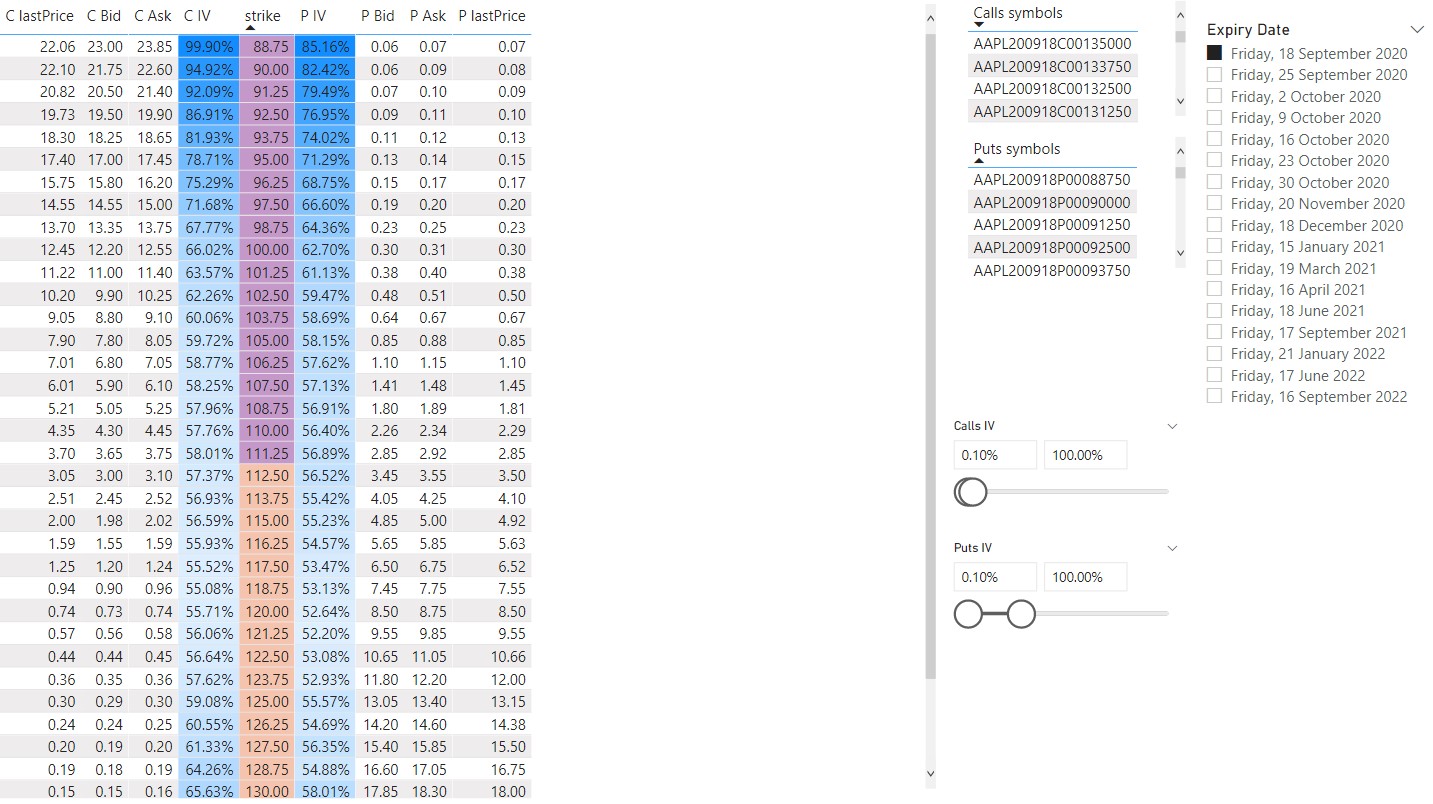 C lastPrice C Bid C Ask C IV strike P IV P Bid P Ask P lastPrice
22.06 23.00 23.85 99.90% 88.75 85.16% 0.06 0.07 0.07
22.10 21.75 22.60 94.92% 90.00 82.42% 0.06 0.09 0.08
20.82 20.50 21.40 92.09% 91.25 79.49% 0.07 0.10 0.09
19.73 19.50 19.90 86.91% 92.50 76.95% 0.09 0.11 0.10
18.30 18.25 18.65 81.93% 93.75 74.02% 0.11 0.12 0.13
17.40 17.00 17.45 78.71% 95.00 71.29% 0.13 0.14 0.15
15.75 15.80 16.20 75.29% 96.25 68.75% 0.15 0.17 0.17
14.55 14.55 15.00 71.68% 97.50 66.60% 0.19 0.20 0.20
13.70 13.35 13.75 67.77% 98.75 64.36% 0.23 0.25 0.23
12.45 12.20 12.55 66.02% 100.00 62.70% 0.30 0.31 0.30
11.22 11.00 11.40 63.57% 101.25 61.13% 0.38 0.40 0.38
10.20 9.90 10.25 62.26% 102.50 59.47% 0.48 0.51 0.50
9.05 8.80 9.10 60.06% 103.75 58.69% 0.64 0.67 0.67
7.90 7.80 8.05 59.72% 105.00 58.15% 0.85 0.88 0.85
7.01 6.80 7.05 58.77% 106.25 57.62% 1.10 1.15 1.10
6.01 5.90 6.10 58.25% 107.50 57.13% 1.41 1.48 1.45
5.21 5.05 5.25 57.96% 108.75 56.91% 1.80 1.89 1.81
4.35 4.30 4.45 57.76% 110.00 56.40% 2.26 2.34 2.29
3.70 3.65 3.75 58.01% 111.25 56.89% 2.85 2.92 2.85
3.05 3.00 3.10 57.37% 112.50 56.52% 3.45 3.55 3.50
2.51 2.45 2.52 56.93% 113.75 55.42% 4.05 4.25 4.10
2.00 1.98 2.02 56.59% 115.00 55.23% 4.85 5.00 4.92
1.59 1.55 1.59 55.93% 116.25 54.57% 5.65 5.85 5.63
1.25 1.20 1.24 55.52% 117.50 53.47% 6.50 6.75 6.52
0.94 0.90 0.96 55.08% 118.75 53.13% 7.45 7.75 7.55
0.74 0.73 0.74 55.71% 120.00 52.64% 8.50 8.75 8.50
0.57 0.56 0.58 56.06% 121.25 52.20% 9.55 9.85 9.55
0.44 0.44 0.45 56.64% 122.50 53.08% 10.65 11.05 10.66
0.36 0.35 0.36 57.62% 123.75 52.93% 11.80 12.20 12.00
0.30 0.29 0.30 59.08% 125.00 55.57% 13.05 13.40 13.15
0.24 0.24 0.25 60.55% 126.25 54.69% 14.20 14.60 14.38
0.20 0.19 0.20 61.33% 127.50 56.35% 15.40 15.85 15.50
0.19 0.18 0.19 64.26% 128.75 54.88% 16.60 17.05 16.75
0.15 0.15 0.16 65.63% 130.00 58.01% 17.85 18.30 18.00
Calls symbols
AAPL200918C00135000
AAPL200918C00133750
AAPL200918C00132500
AAPL200918C00131250
Puts symbols
AAPL200918P00088750
AAPL200918P00090000
AAPL200918P00091250
AAPL200918P00092500
AAPL200918P00093750
Calls IV
0.10% 100.00%
Puts IV
0.10% 100.00%
Expiry Date
Friday, 18 September 2020
Friday, 25 September 2020
Friday, 2 October 2020
Friday, 9 October 2020
Friday, 16 October 2020
Friday, 23 October 2020
Friday, 30 October 2020
Friday, 20 November 2020
Friday, 18 December 2020
Friday, 15 January 2021
Friday, 19 March 2021
Friday, 16 April 2021
Friday, 18 June 2021
Friday, 17 September 2021
Friday, 21 January 2022
Friday, 17 June 2022
Friday, 16 September 2022